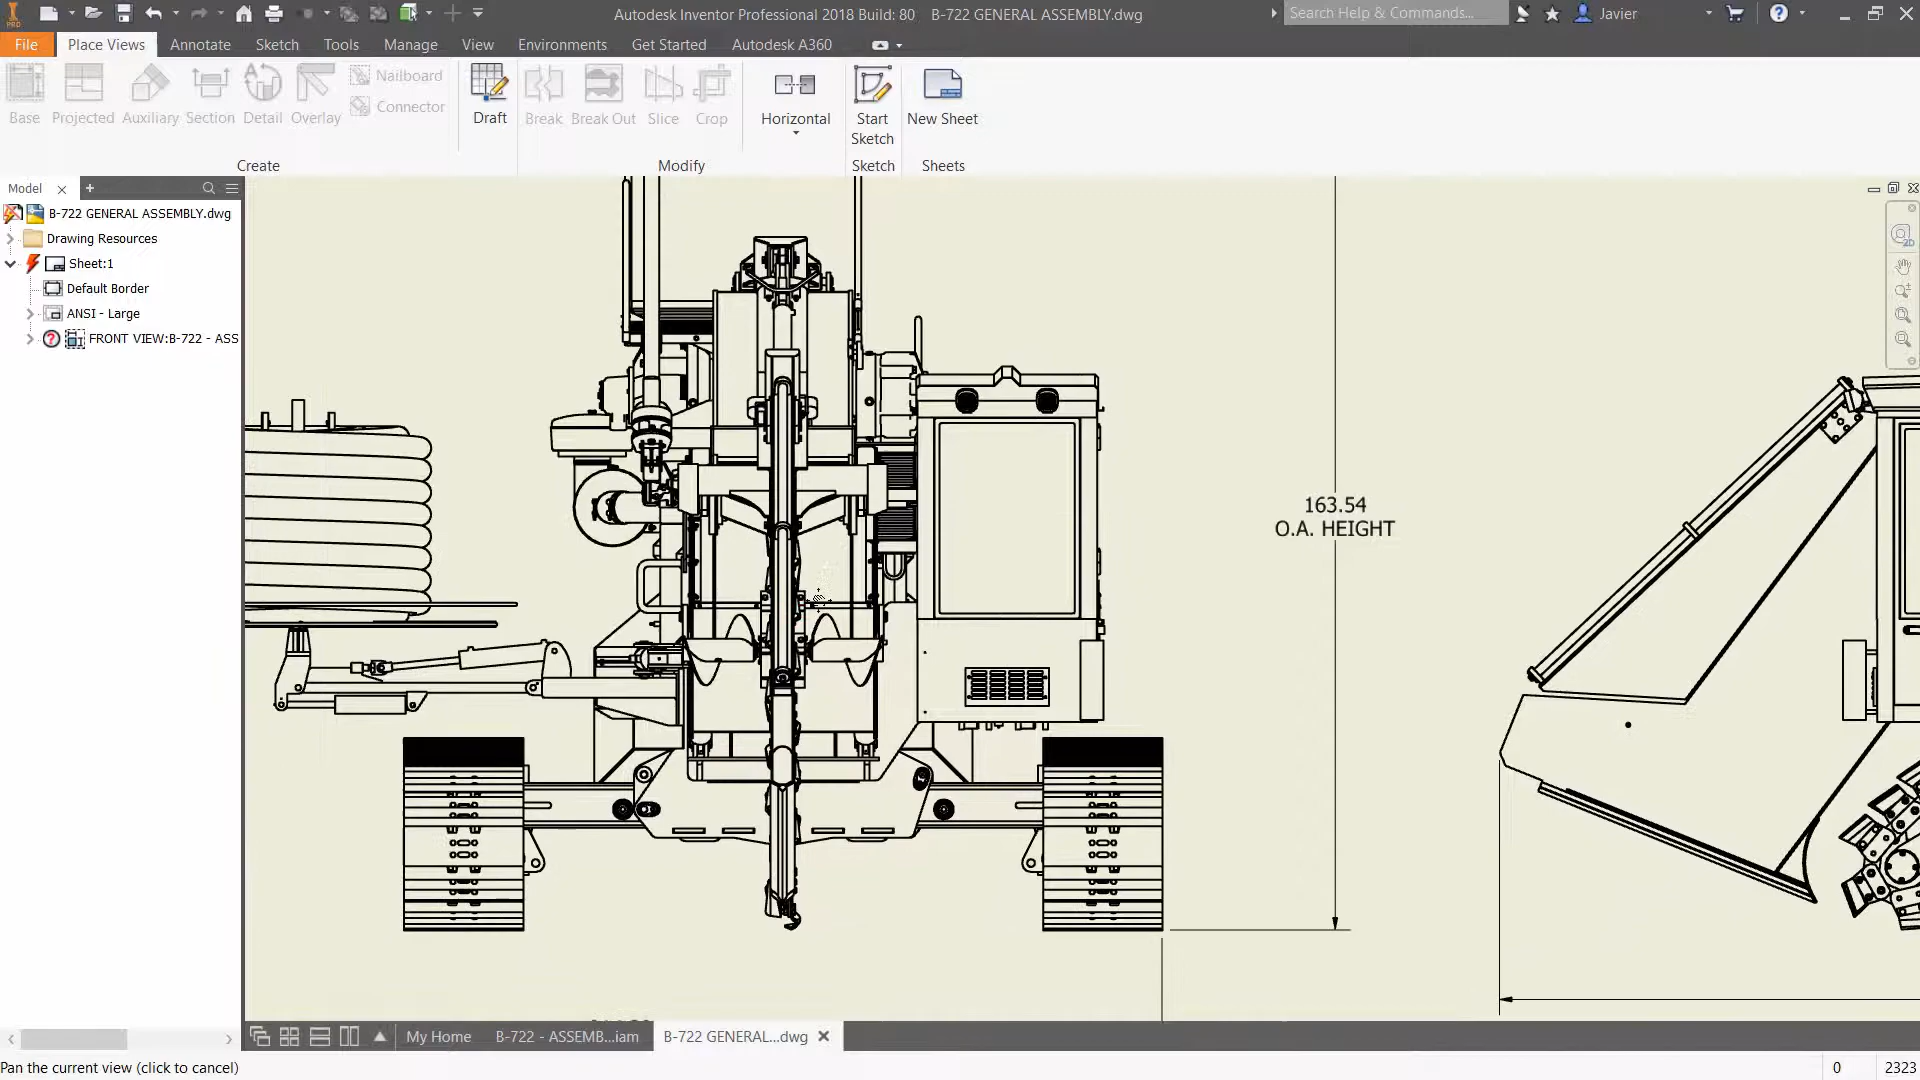 Autodesk Inventor Professional 2018 Build: 80 B-722 GENERAL ASSEMBLY.dwg
Search Help & Commands...
Javier
PRO
File Place Views Annotate Sketch Tools Manage View Environments Get Started Autodesk A360
Base Projected Auxiliary Section Detail Overlay
Nailboard
Connector
Draft
Break Break Out Slice Crop
Horizontal
Start
Sketch
New Sheet
Create Modify Sketch Sheets
Model
B-722 GENERAL ASSEMBLY.dwg
Drawing Resources
Sheet:1
Default Border
ANSI - Large
FRONT VIEW:B-722 - ASS
2D
163.54
O.A. HEIGHT
My Home B-722 - ASSEMB...iam B-722 GENERAL...dwg
Pan the current view (click to cancel)
0 2323